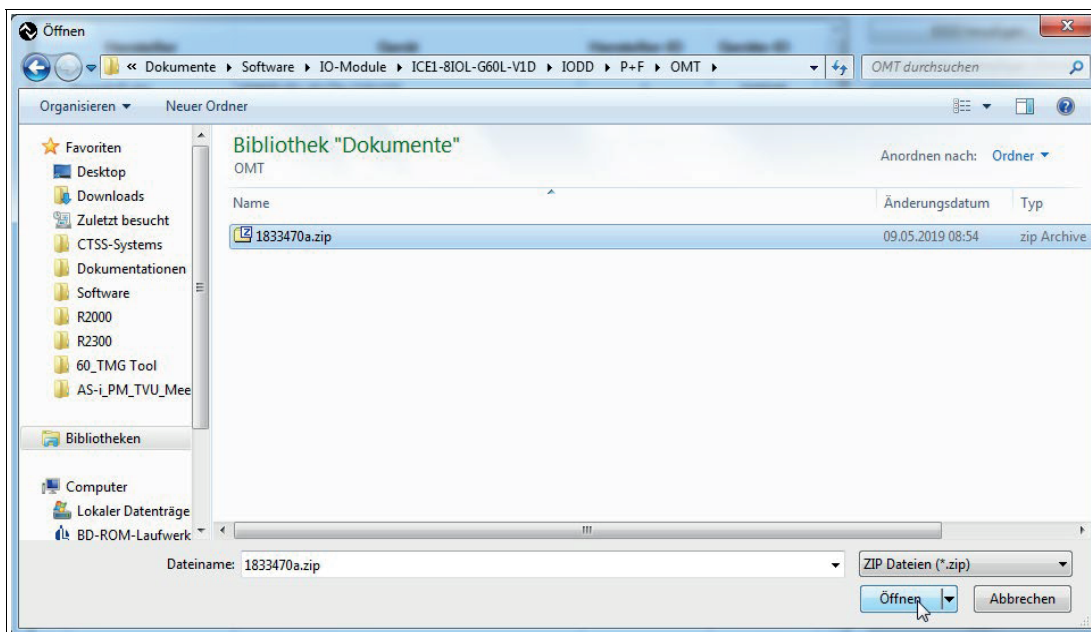 Öffnen
« Dokumente ▸ Software ▸ IO-Module ▸ ICE1-8IOL-G60L-V1D ▸ IODD ▸ P+F ▸ OMT ▸ OMT durchsuchen
Organisieren ▾ Neuer Ordner
Favoriten
Desktop
Downloads
Zuletzt besucht
CTSS-Systems
Dokumentationen
Software
R2000
R2300
60_TMG Tool
AS-i_PM_TVU_Mee
Bibliotheken
Computer
Lokaler Datenträge
BD-ROM-Laufwerk
Bibliothek "Dokumente"
OMT
Anordnen nach: Ordner ▾
Name Änderungsdatum Typ
1833470a.zip 09.05.2019 08:54 zip Archive
Dateiname: 1833470a.zip ZIP Dateien (*.zip)
Öffnen Abbrechen